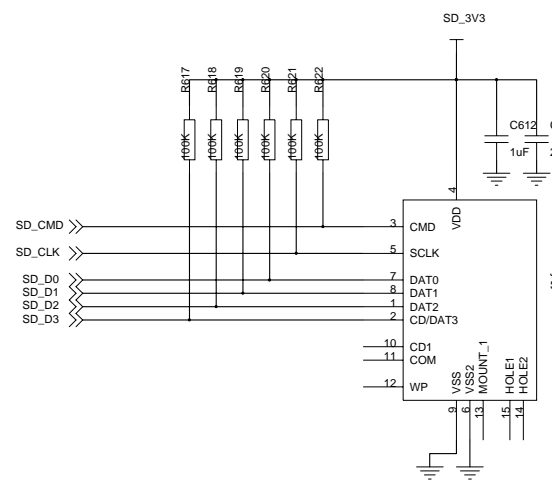 SD_3V3
R617
R618
R619
R620
R621
R622
100K
100K
100K
100K
100K
100K
C612
1uF
4
VDD
SD_CMD
3
CMD
SD_CLK
5
SCLK
SD_D0
7
DAT0
SD_D1
8
DAT1
SD_D2
1
DAT2
SD_D3
2
CD/DAT3
10
CD1
11
COM
12
WP
VSS
VSS2
MOUNT_1
HOLE1
HOLE2
9
6
13
15
14